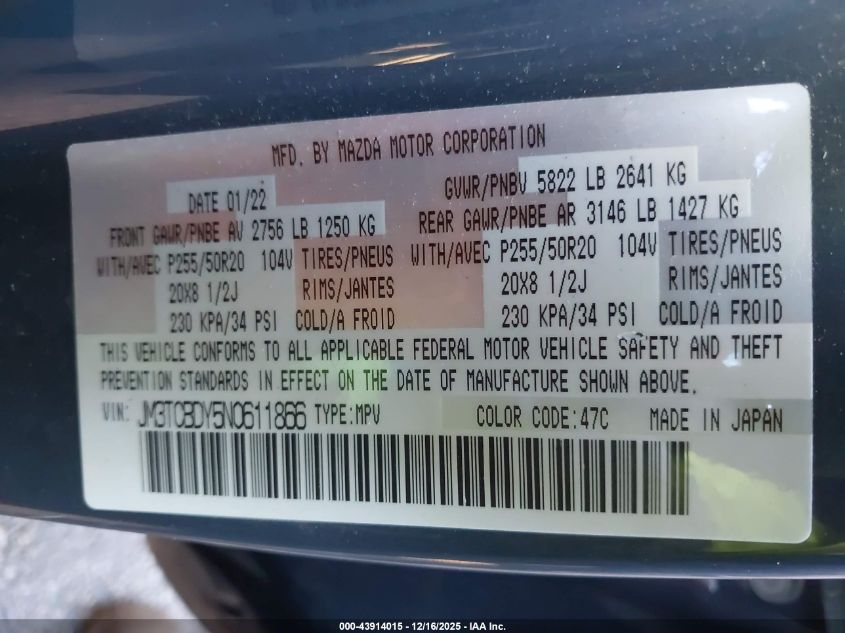 MFD. BY MAZDA MOTOR CORPORATION
DATE 01/22 GVWR/PNBV 5822 LB 2641 KG
FRONT GAWR/PNBE AV 2756 LB 1250 KG REAR GAWR/PNBE AR 3146 LB 1427 KG
WITH/AVEC P255/50R20 104V TIRES/PNEUS WITH/AVEC P255/50R20 104V TIRES/PNEUS
20X8 1/2J RIMS/JANTES 20X8 1/2J RIMS/JANTES
230 KPA/34 PSI COLD/A FROID 230 KPA/34 PSI COLD/A FROID
THIS VEHICLE CONFORMS TO ALL APPLICABLE FEDERAL MOTOR VEHICLE SAFETY AND THEFT
PREVENTION STANDARDS IN EFFECT ON THE DATE OF MANUFACTURE SHOWN ABOVE.
VIN: JM3TCBDY5N0611866 TYPE:MPV COLOR CODE:47C MADE IN JAPAN
000-43914015 - 12/16/2025 - IAA Inc.